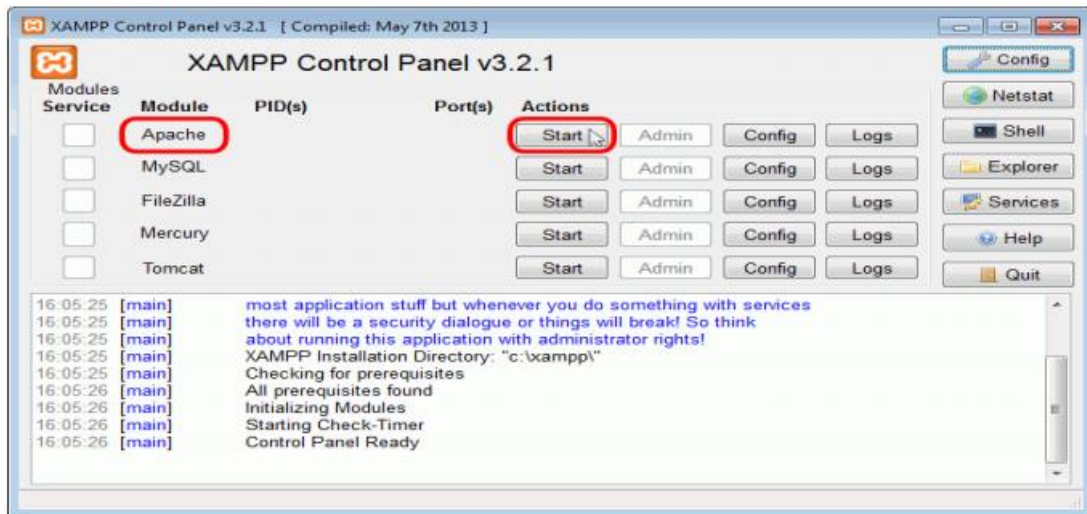 XAMPP Control Panel v3.2.1 [ Compiled: May 7th 2013 ]
XAMPP Control Panel v3.2.1
Config
Modules
Service Module PID(s) Port(s) Actions
Netstat
Apache Start Admin Config Logs
Shell
MySQL Start Admin Config Logs
Explorer
FileZilla Start Admin Config Logs
Services
Mercury Start Admin Config Logs
Help
Tomcat Start Admin Config Logs
Quit
16:05:25 [main] most application stuff but whenever you do something with services
16:05:25 [main] there will be a security dialogue or things will break! So think
16:05:25 [main] about running this application with administrator rights!
16:05:25 [main] XAMPP Installation Directory: "c:\xampp\"
16:05:25 [main] Checking for prerequisites
16:05:26 [main] All prerequisites found
16:05:26 [main] Initializing Modules
16:05:26 [main] Starting Check-Timer
16:05:26 [main] Control Panel Ready